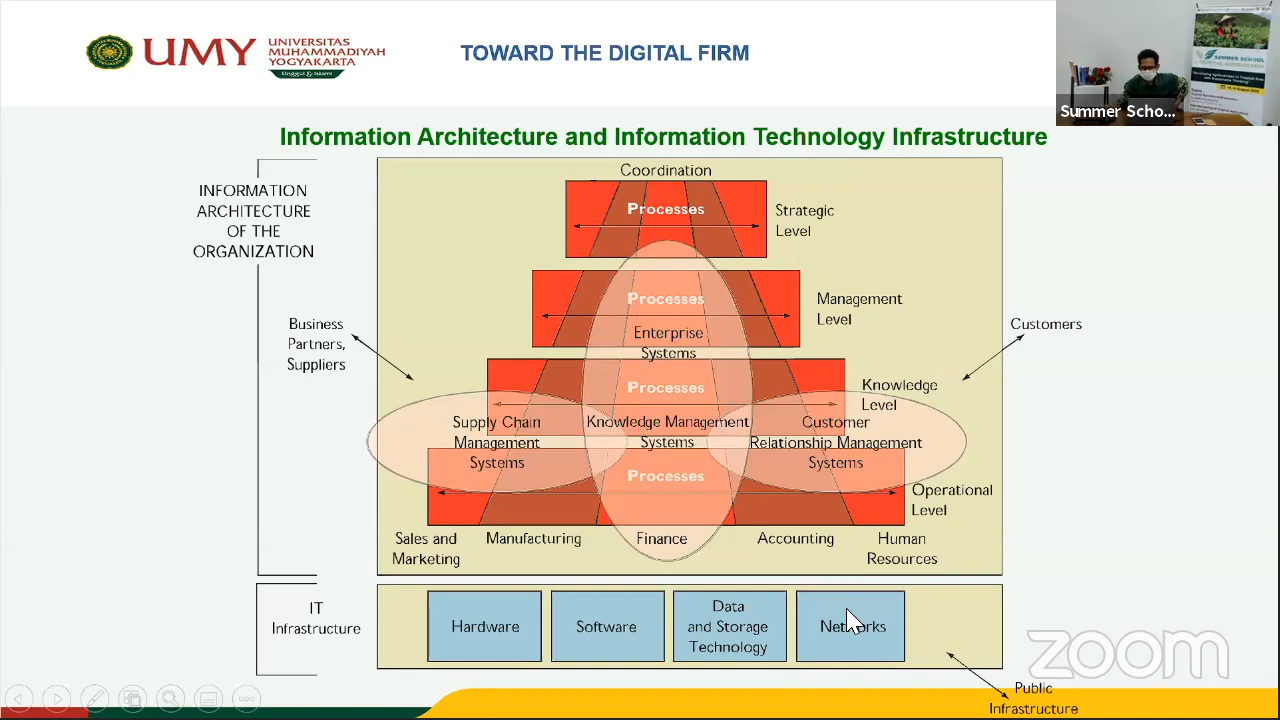 UMY
UNIVERSITAS
MUHAMMADIYAH
YOGYAKARTA
Unggul & Islami
TOWARD THE DIGITAL FIRM
Summer Scho...
Information Architecture and Information Technology Infrastructure
INFORMATION
ARCHITECTURE
OF THE
ORGANIZATION
Coordination
Processes
Strategic
Level
Processes
Management
Level
Enterprise
Systems
Business
Partners,
Suppliers
Customers
Processes
Knowledge
Level
Supply Chain
Management
Systems
Knowledge Management
Systems
Customer
Relationship Management
Systems
Processes
Operational
Level
Sales and
Marketing
Manufacturing
Finance
Accounting
Human
Resources
IT
Infrastructure
Hardware
Software
Data
and Storage
Technology
Networks
zoom
Public
Infrastructure